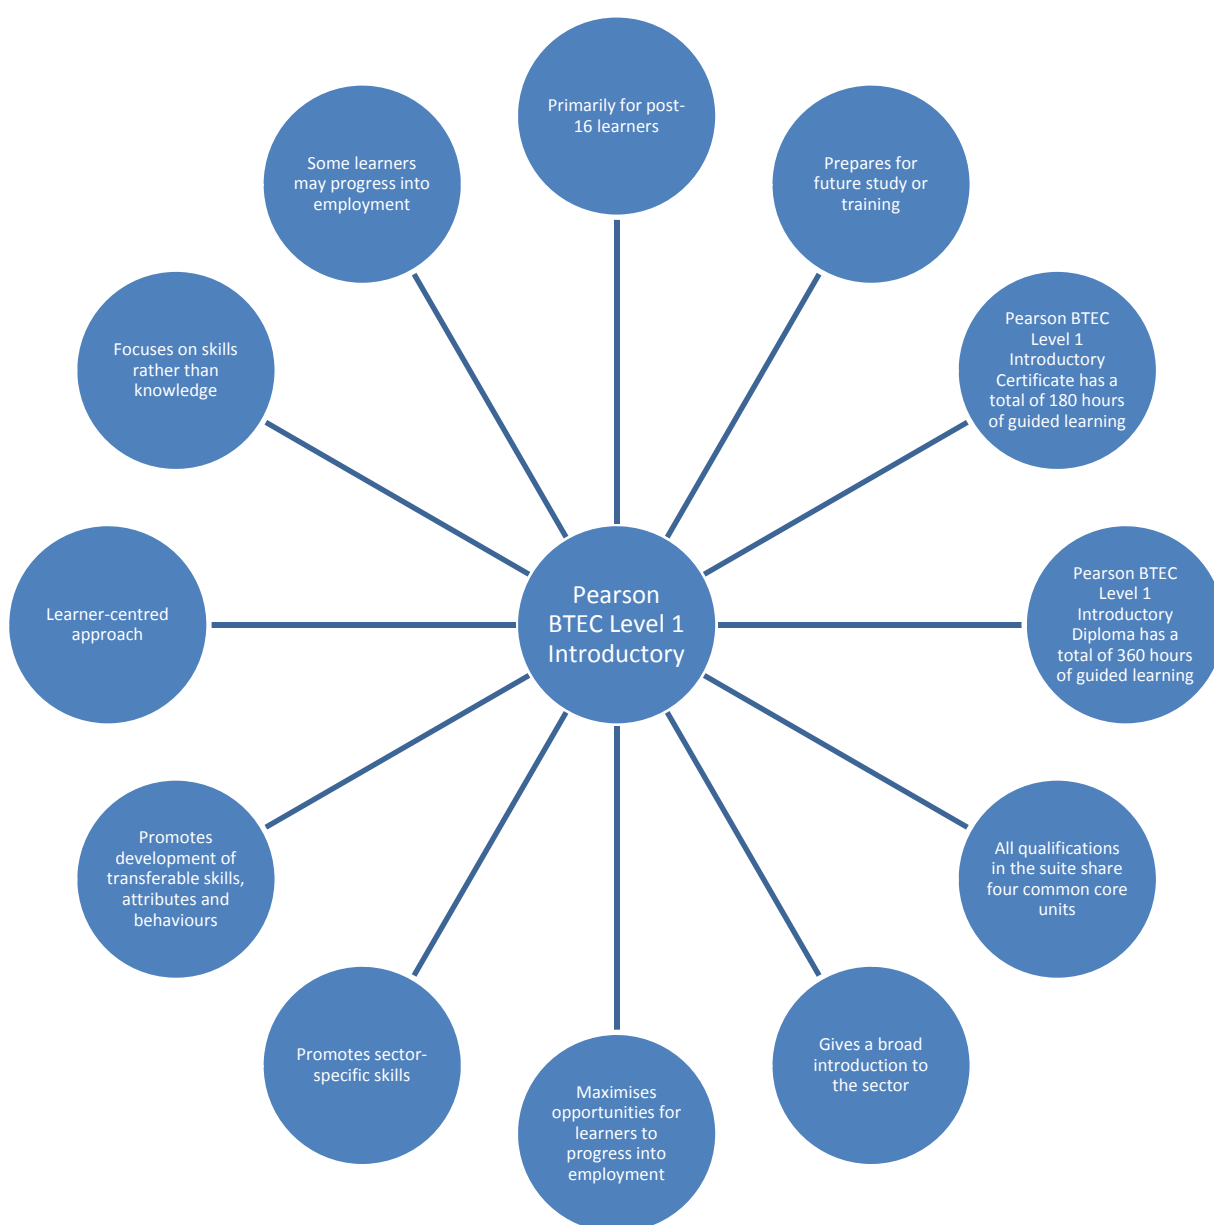 Primarily for post-
16 learners
Prepares for
future study or
training
Pearson BTEC
Level 1
Introductory
Certificate has a
total of 180 hours
of guided learning
Pearson BTEC
Level 1
Introductory
Diploma has a
total of 360 hours
of guided learning
All qualifications
in the suite share
four common core
units
Gives a broad
introduction to
the sector
Maximises
opportunities for
learners to
progress into
employment
Promotes sector-
specific skills
Promotes
development of
transferable skills,
attributes and
behaviours
Learner-centred
approach
Focuses on skills
rather than
knowledge
Some learners
may progress into
employment
Pearson
BTEC Level 1
Introductory